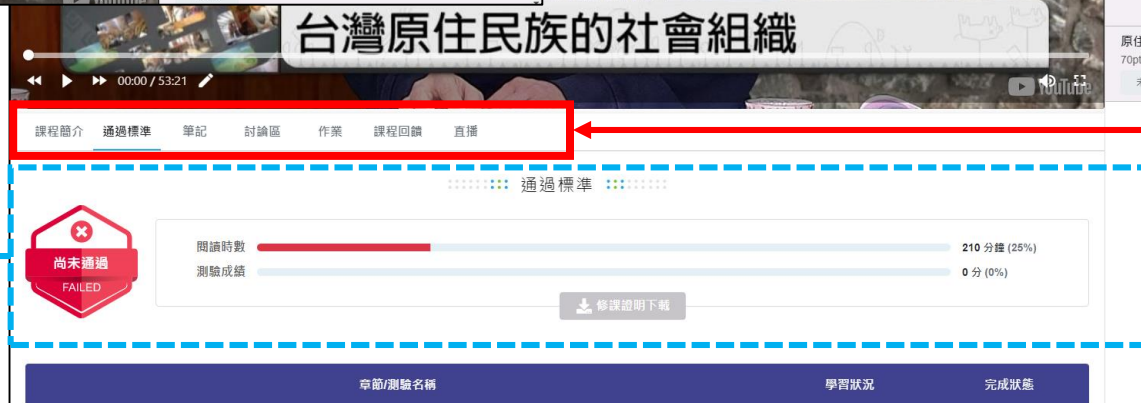 台灣原住民族的社會組織
00:00 / 53:21
YouTube
原住
70pt
課程簡介 通過標準 筆記 討論區 作業 課程回饋 直播
通過標準
尚未通過
FAILED
閱讀時數 210 分鐘 (25%)
測驗成績 0 分 (0%)
修課證明下載
章節/測驗名稱 學習狀況 完成狀態